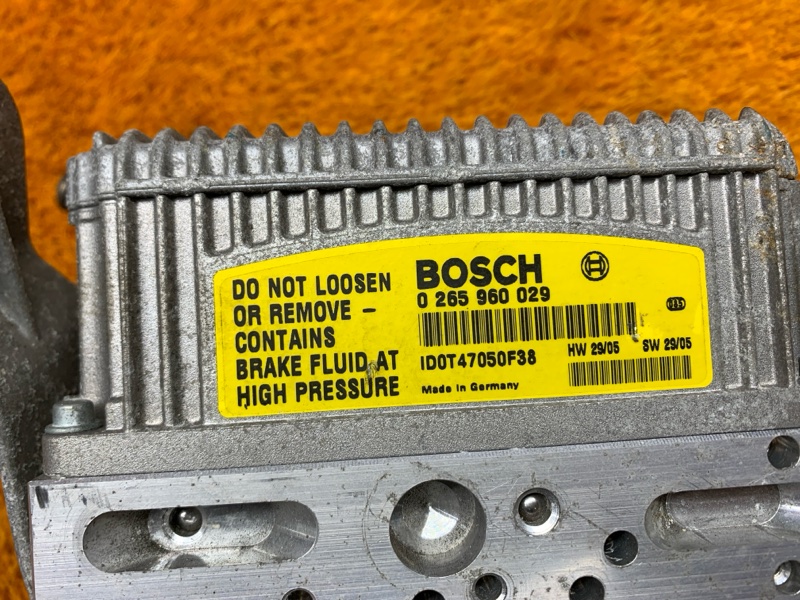 DO NOT LOOSEN
OR REMOVE –
CONTAINS
BRAKE FLUID AT
HIGH PRESSURE
BOSCH
0 265 960 029
ID0T47050F38
HW 29/05 SW 29/05
Made in Germany